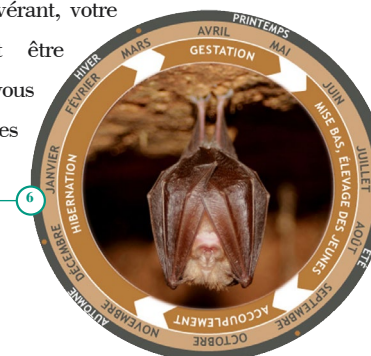 vérant, votre
t être
vous
es
6
HIVER
PRINTEMPS
ÉTÉ
AUTOMNE
JANVIER
FÉVRIER
MARS
AVRIL
MAI
JUIN
JUILLET
AOÛT
SEPTEMBRE
OCTOBRE
NOVEMBRE
DÉCEMBRE
GESTATION
MISE BAS, ÉLEVAGE DES JEUNES
ACCOUPLEMENT
HIBERNATION